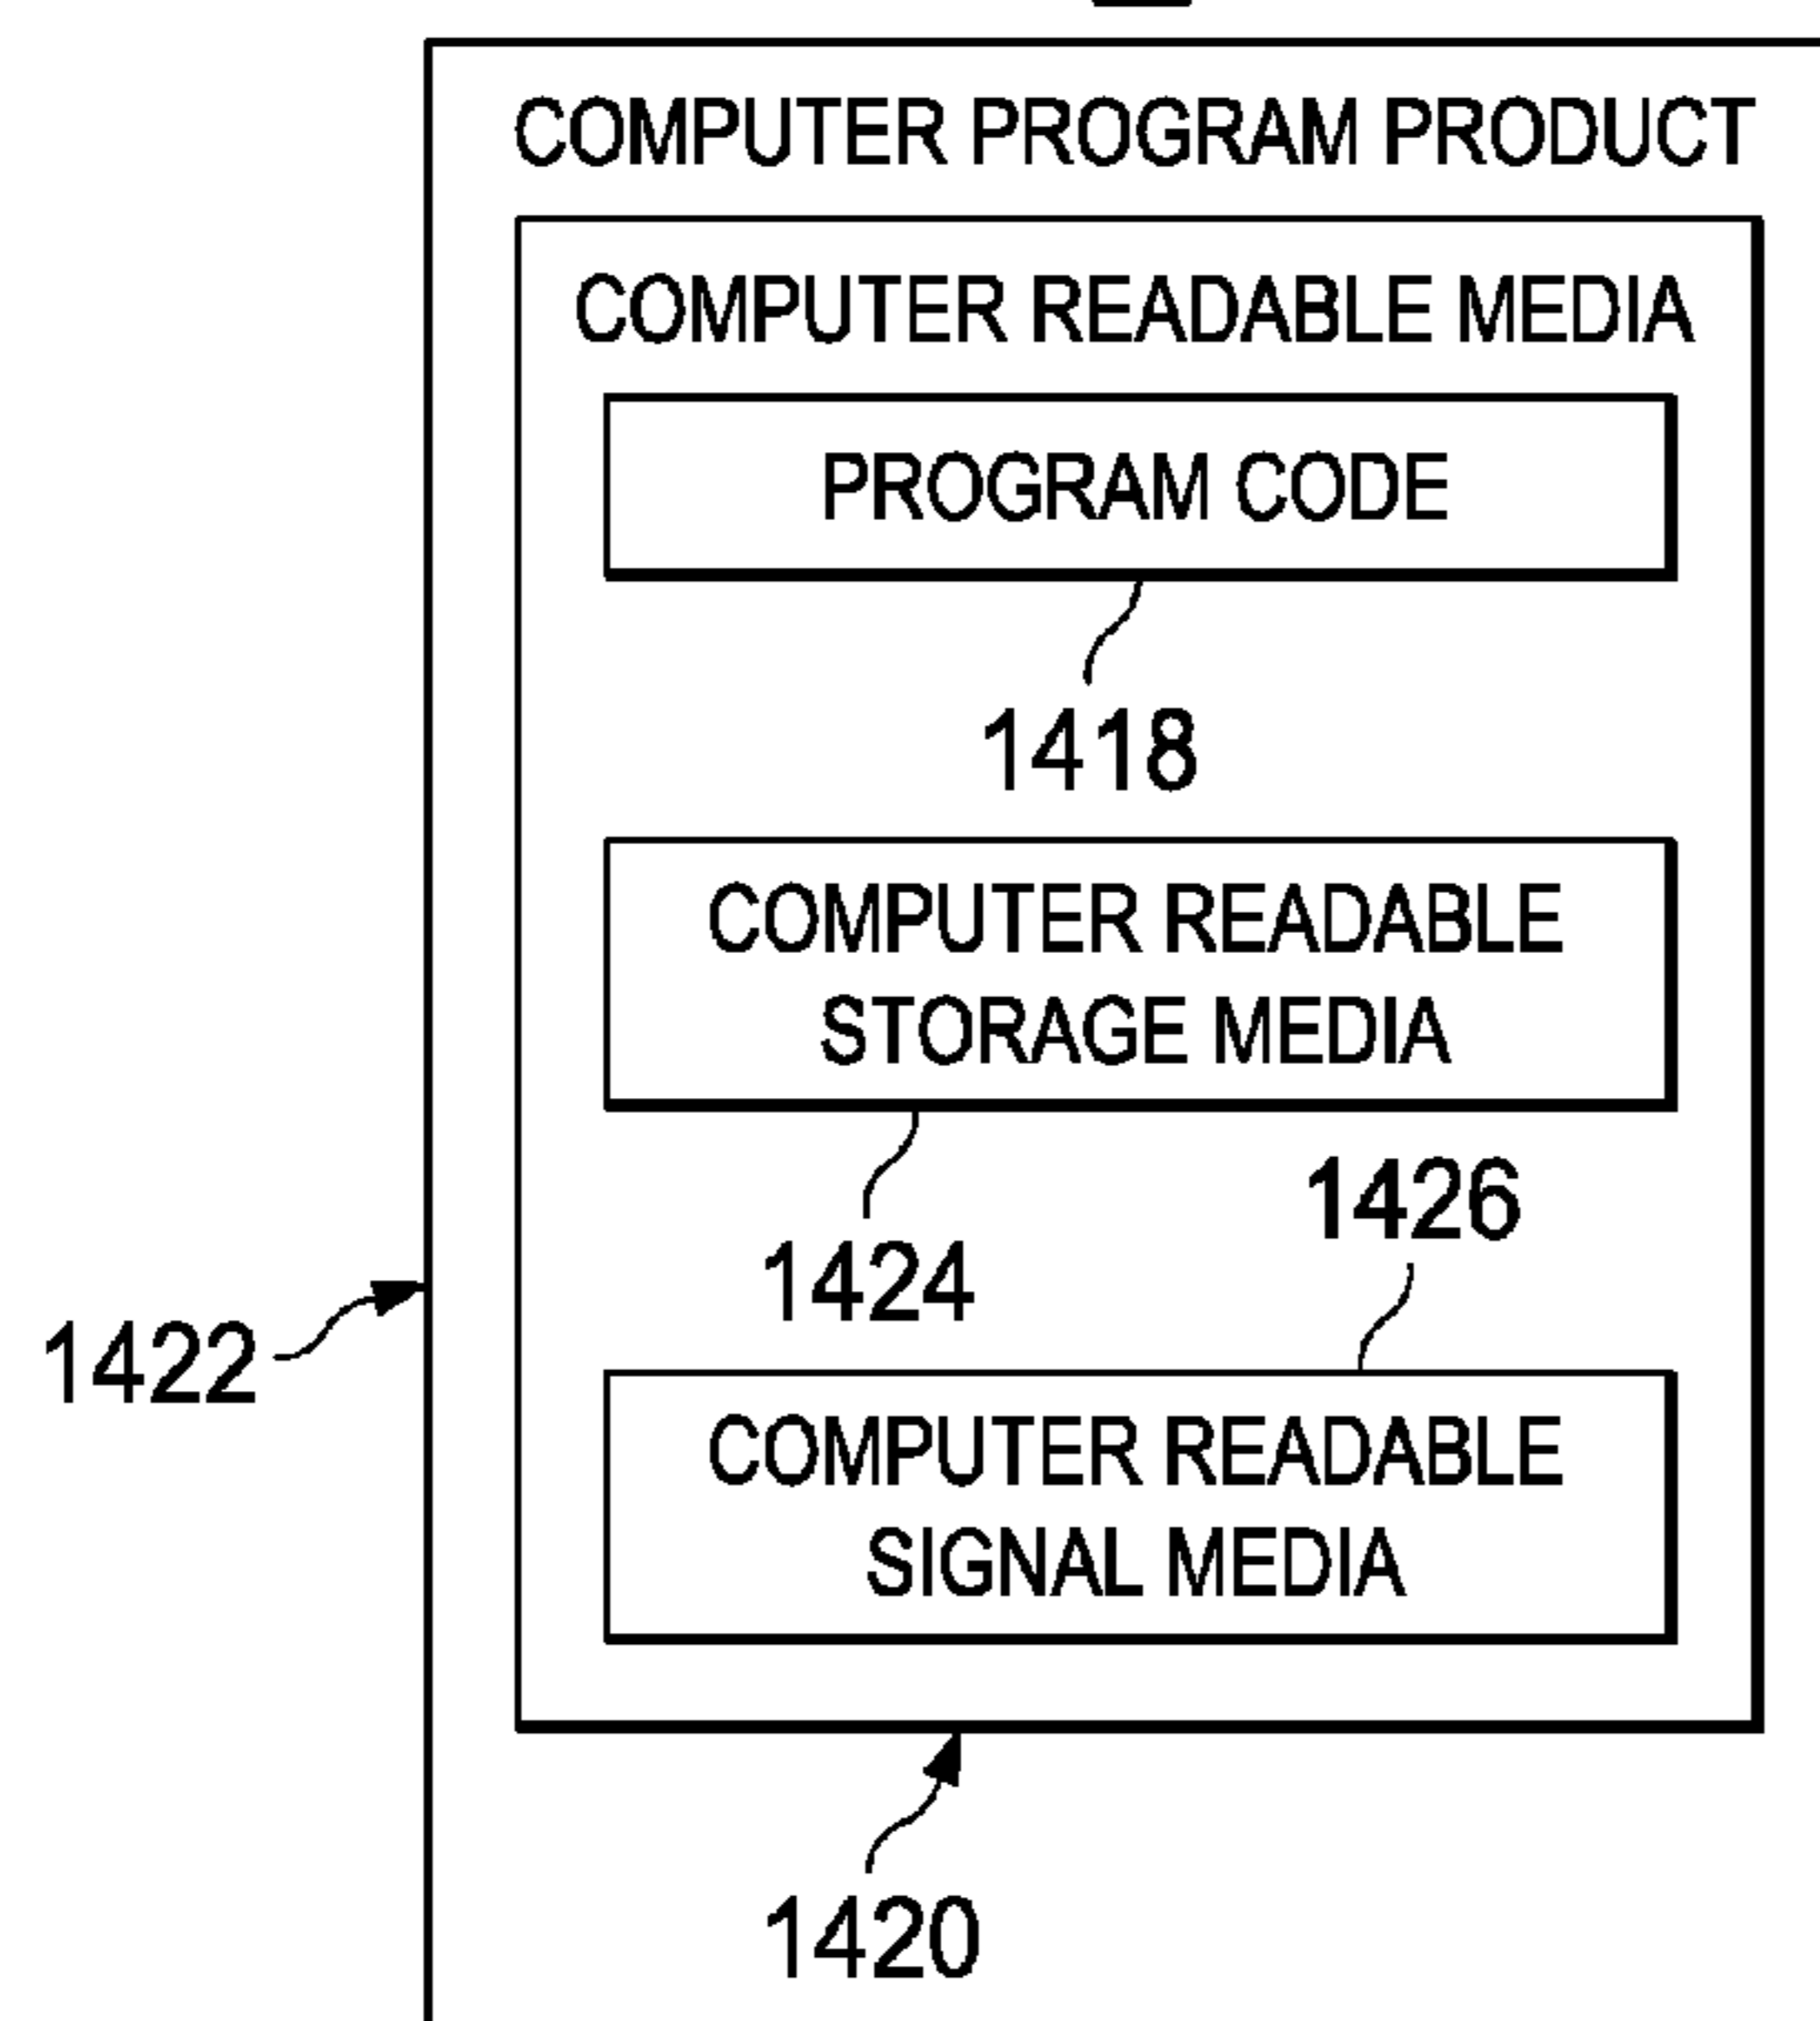 COMPUTER PROGRAM PRODUCT
COMPUTER READABLE MEDIA
PROGRAM CODE
1418
COMPUTER READABLE
STORAGE MEDIA
1424
1426
1422
COMPUTER READABLE
SIGNAL MEDIA
1420